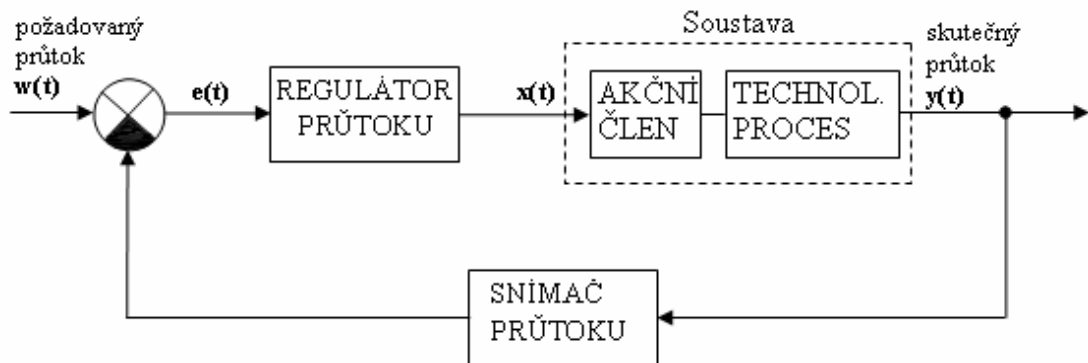 požadovaný
průtok
w(t)
e(t)
REGULÁTOR
PRŮTOKU
x(t)
Soustava
AKČNÍ
ČLEN
TECHNOL.
PROCES
skutečný
průtok
y(t)
SNÍMAČ
PRŮTOKU